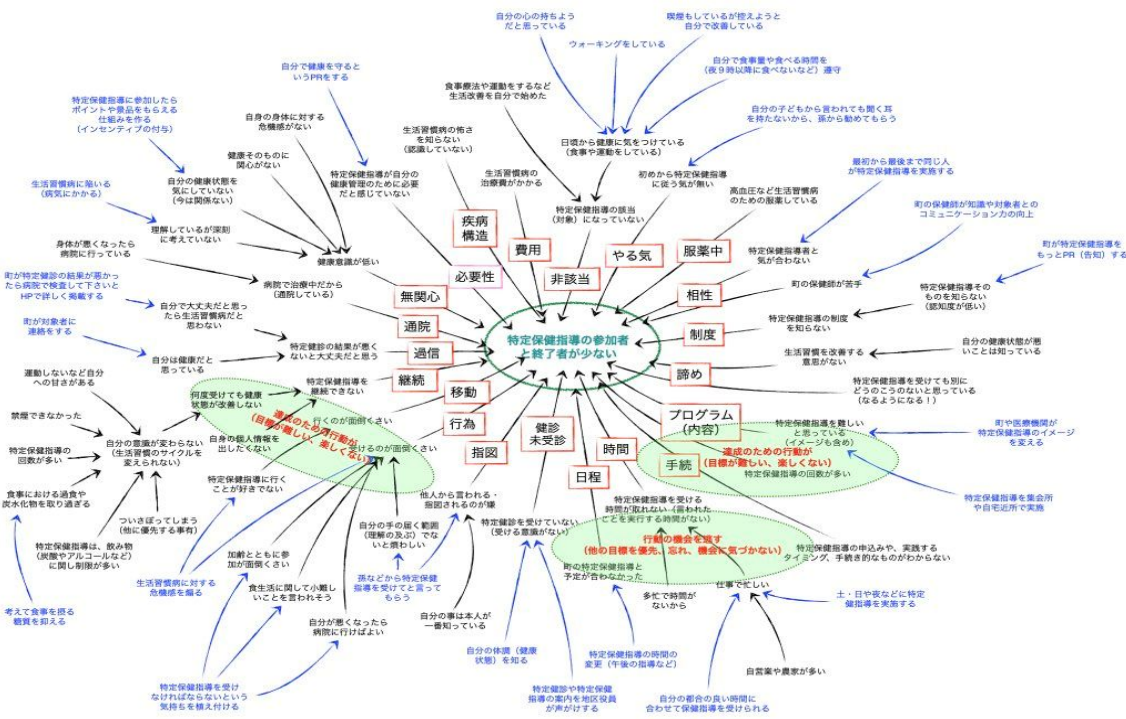 自分の心の持ちよう
だと思っている
喫煙もしているが控えようと
自分で改善している
ウォーキングをしている
自分で食事量や食べる時間を
(夜9時以降に食べないなど)遵守
自分で健康を守ると
いうPRをする
食事療法や運動をするなど
生活改善を自分で始めた
特定保健指導に参加したら
ポイントや景品をもらえる
仕組みを作る
(インセンティブの付与)
自身の身体に対する
危機感がない
自分の子どもから言われても聞く耳
を持たないから、孫から勧めてもらう
生活習慣病の怖さ
を知らない
(認識していない)
日頃から健康に気をつけている
(食事や運動をしている)
健康そのものに
関心がない
最初から最後まで同じ人
が特定保健指導を実施する
生活習慣病に陥いる
(病気にかかる)
自分の健康状態を
気にしていない
(今は関係ない)
特定保健指導が自分の
健康管理のために必要
だと感じていない
生活習慣病の
治療費がかかる
初めから特定保健指導
に従う気が無い
高血圧など生活習慣病
のための服薬している
特定保健指導の該当
(対象)になっていない
町の保健師が知識や対象者との
コミュニケーション力の向上
理解しているが深刻
に考えていない
疾病
構造
費用
やる気
服薬中
身体が悪くなったら
病院に行っている
健康意識が低い
必要性
非該当
特定保健指導者と
気が合わない
町が特定保健指導を
もっとPR(告知)する
町が特定健診の結果が悪かっ
たら病院で検査して下さいと
HPで詳しく掲載する
病院で治療中だから
(通院している)
無関心
相性
町の保健師が苦手
特定保健指導その
ものを知らない
(認知度が低い)
自分で大丈夫だと思っ
たら生活習慣病だと
思わない
通院
制度
特定保健指導の制度
を知らない
町が対象者に
連絡をする
特定保健指導の参加者
と終了者が少ない
自分は健康だと
思っている
特定健診の結果が悪く
ないと大丈夫だと思う
過信
生活習慣を改善する
意思がない
自分の健康状態が悪
いことは知っている
運動しないなど自分
への甘さがある
特定保健指導を
継続できない
継続
諦め
特定保健指導を受けても別に
どうのこうのないと思っている
(なるようになる!)
何度受けても健康
状態が改善しない
移動
禁煙できなかった
行くのが面倒くさい
達成のための行動が
(目標が難しい、楽しくない)
行為
健診
未受診
プログラム
(内容)
特定保健指導を難しい
と思っている
(イメージも含め)
町や医療機関が
特定保健指導のイメージ
を変える
自分の意識が変わらない
(生活習慣のサイクルを
変えられない)
自身の個人情報を
出したくない
受けるのが面倒くさい
指図
時間
手続
達成のための行動が
(目標が難しい、楽しくない)
特定保健指導の回数が多い
特定保健指導の
回数が多い
特定保健指導に行く
ことが好きでない
日程
食事における過食や
炭水化物を取り過ぎる
他人から言われる・
指図されるのが嫌
特定保健指導を受ける
時間が取れない(言われた
ことを実行する時間がない)
特定保健指導を集会所
や自宅近所で実施
ついさぼってしまう
(他に優先する事有)
自分の手の届く範囲
(理解の及ぶ)でな
いと煩わしい
特定健診を受けていない
(受ける意識がない)
行動の機会を逃す
(他の目標を優先、忘れ、機会に気づかない)
特定保健指導は、飲み物
(炭酸やアルコールなど)
に関し制限が多い
加齢とともに参
加が面倒くさい
特定保健指導の申込みや、実践する
タイミング、手続き的なものがわからない
町の特定保健指導と
予定が合わなかった
生活習慣病に対する
危機感を煽る
食生活に関して小難し
いことを言われそう
孫などから特定保健
指導を受けてと言って
もらう
仕事で忙しい
多忙で時間が
ないから
土・日や夜などに特定
健指導を実施する
考えて食事を摂る
糖質を抑える
自分が悪くなったら
病院に行けばよい
自分の事は本人が
一番知っている
自分の体調(健康
状態)を知る
特定保健指導の時間の
変更(午後の指導など)
自営業や農家が多い
特定保健指導を受け
なければならないという
気持ちを植え付ける
特定健診や特定保健
指導の案内を地区役員
が声がけする
自分の都合の良い時間に
合わせて保健指導を受けられる